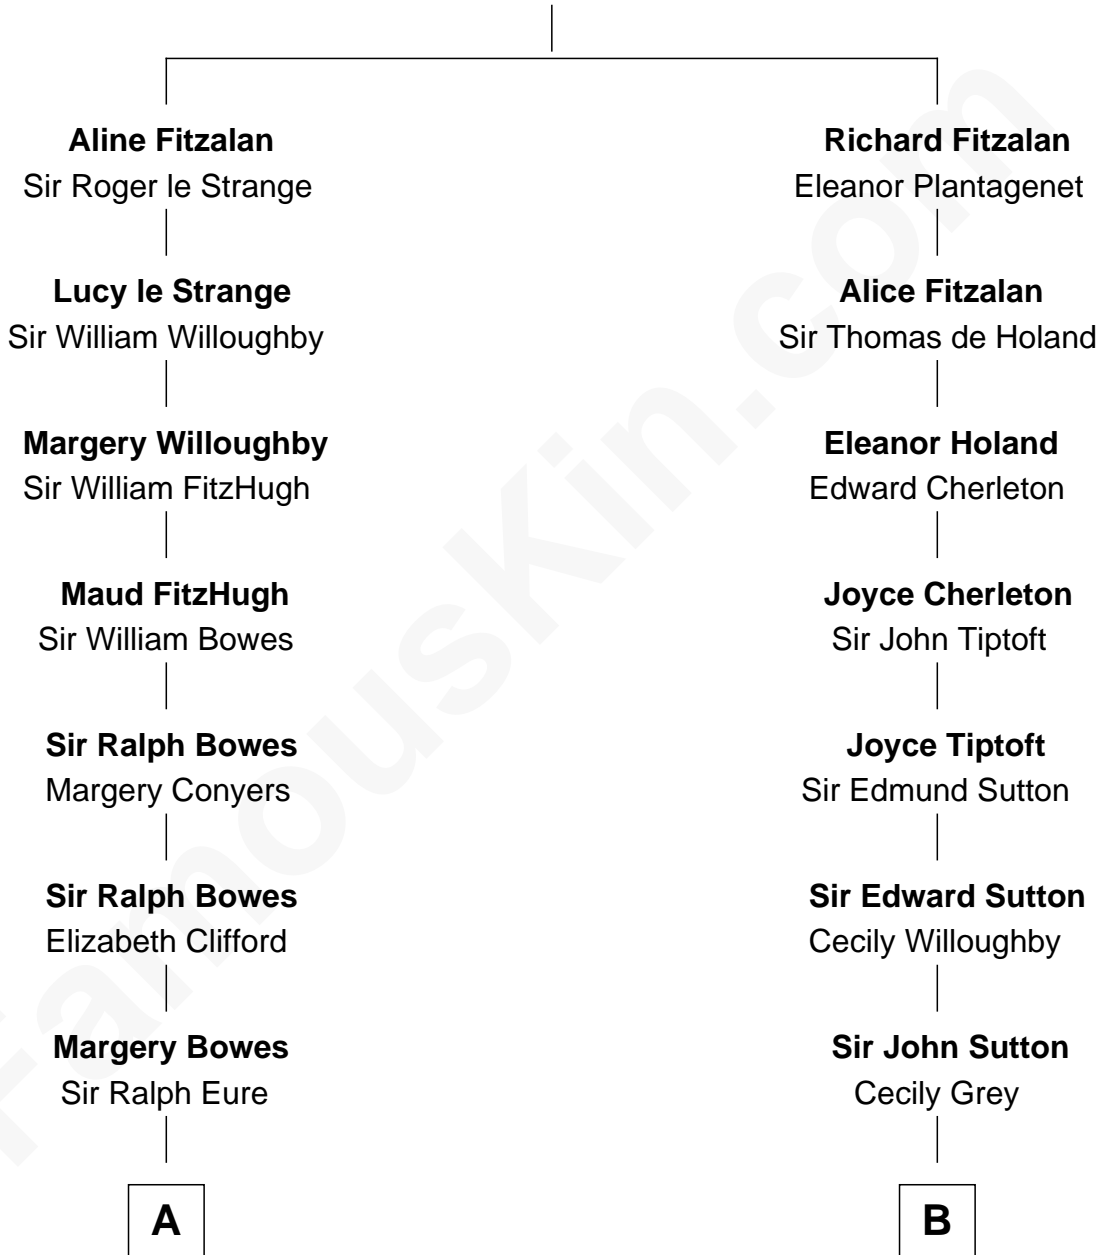 Aline Fitzalan
Sir Roger le Strange
Richard Fitzalan
Eleanor Plantagenet
Lucy le Strange
Sir William Willoughby
Alice Fitzalan
Sir Thomas de Holand
Margery Willoughby
Sir William FitzHugh
Eleanor Holand
Edward Cherleton
Maud FitzHugh
Sir William Bowes
Joyce Cherleton
Sir John Tiptoft
Sir Ralph Bowes
Margery Conyers
Joyce Tiptoft
Sir Edmund Sutton
Sir Ralph Bowes
Elizabeth Clifford
Sir Edward Sutton
Cecily Willoughby
Margery Bowes
Sir Ralph Eure
Sir John Sutton
Cecily Grey
A
B
FamousKin.com